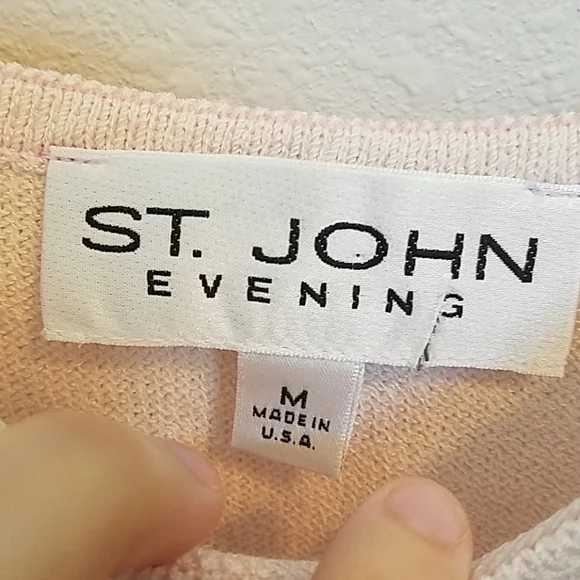 ST. JOHN
EVENING
M
MADE IN
U.S.A.